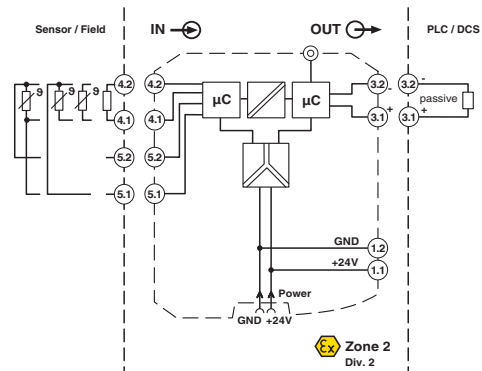 Sensor / Field
IN
OUT
PLC / DCS
ϑ ϑ ϑ
4.2 4.2 µC µC 3.2 - 3.2 -
passive
4.1 4.1 3.1 + 3.1 +
5.2 5.2
5.1 5.1
GND 1.2
+24V 1.1
Power
GND +24V
Ex Zone 2
Div. 2